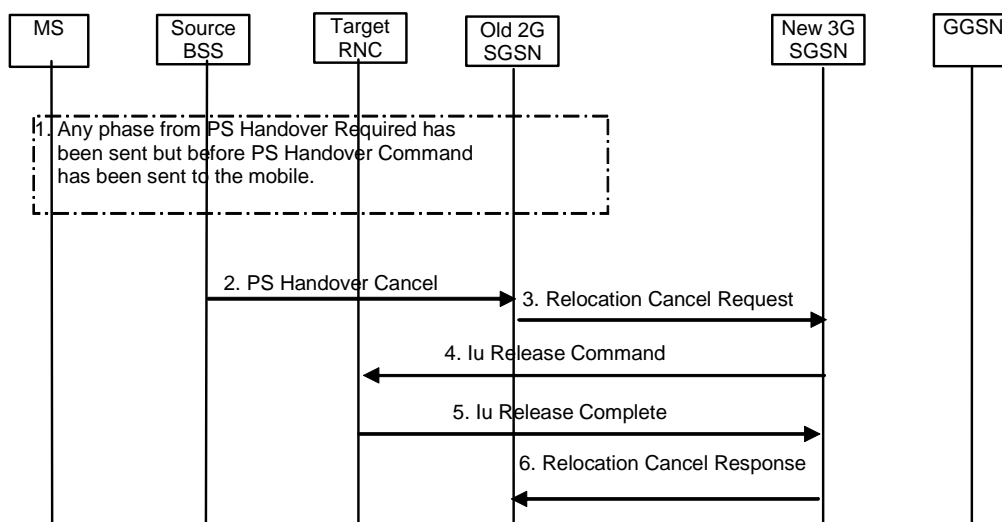 MS
Source
BSS
Target
RNC
Old 2G
SGSN
New 3G
SGSN
GGSN
1. Any phase from PS Handover Required has
been sent but before PS Handover Command
has been sent to the mobile.
2. PS Handover Cancel
3. Relocation Cancel Request
4. Iu Release Command
5. Iu Release Complete
6. Relocation Cancel Response